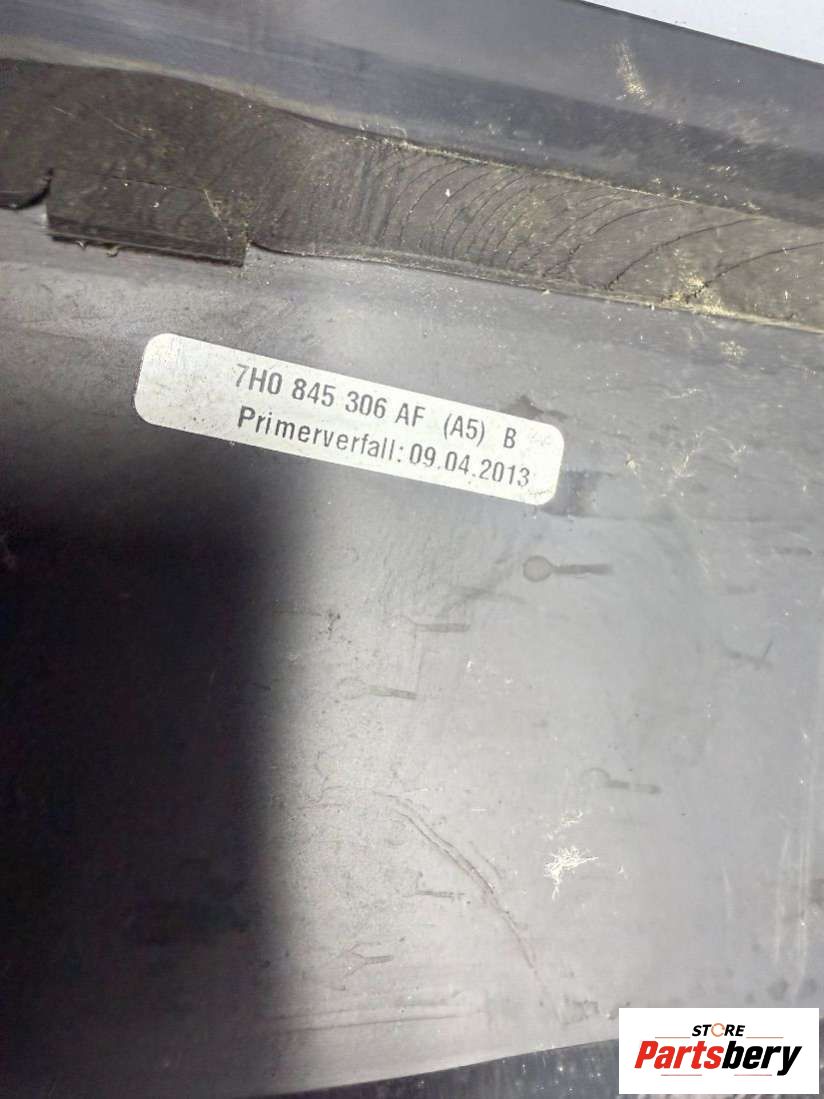 7H0 845 306 AF (A5) B
Primerverfall: 09.04.2013
STORE
Partsbery